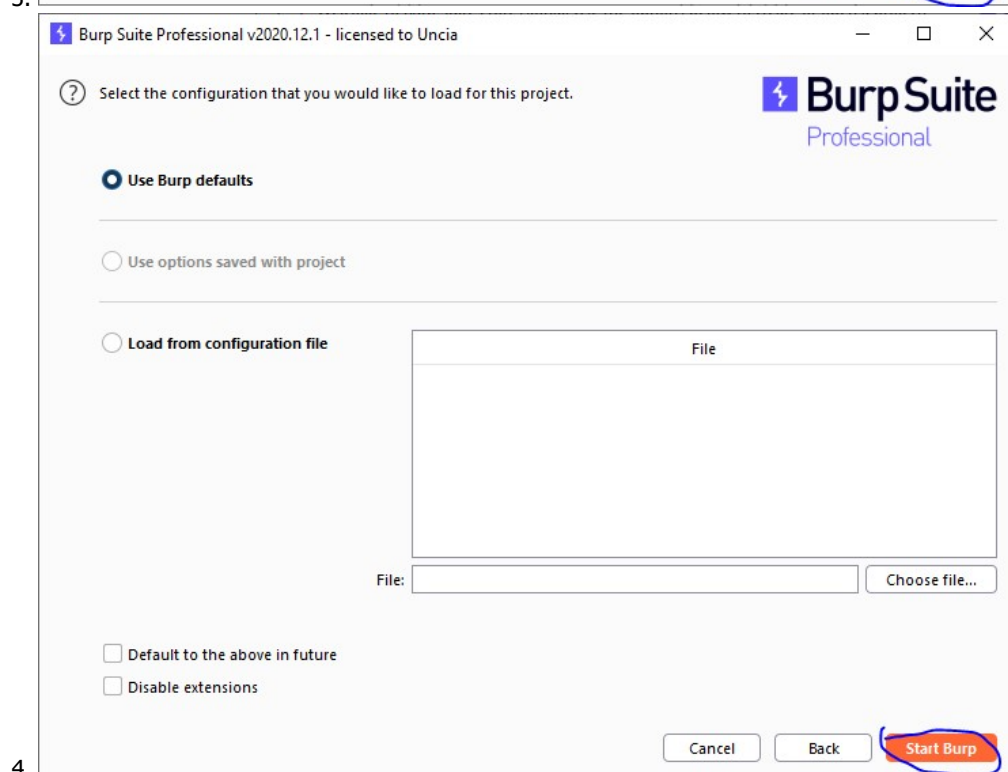 3.
Burp Suite Professional v2020.12.1 - licensed to Uncia
? Select the configuration that you would like to load for this project.
Burp Suite
Professional
Use Burp defaults
Use options saved with project
Load from configuration file
File
File:
Choose file...
Default to the above in future
Disable extensions
Cancel
Back
Start Burp
4.